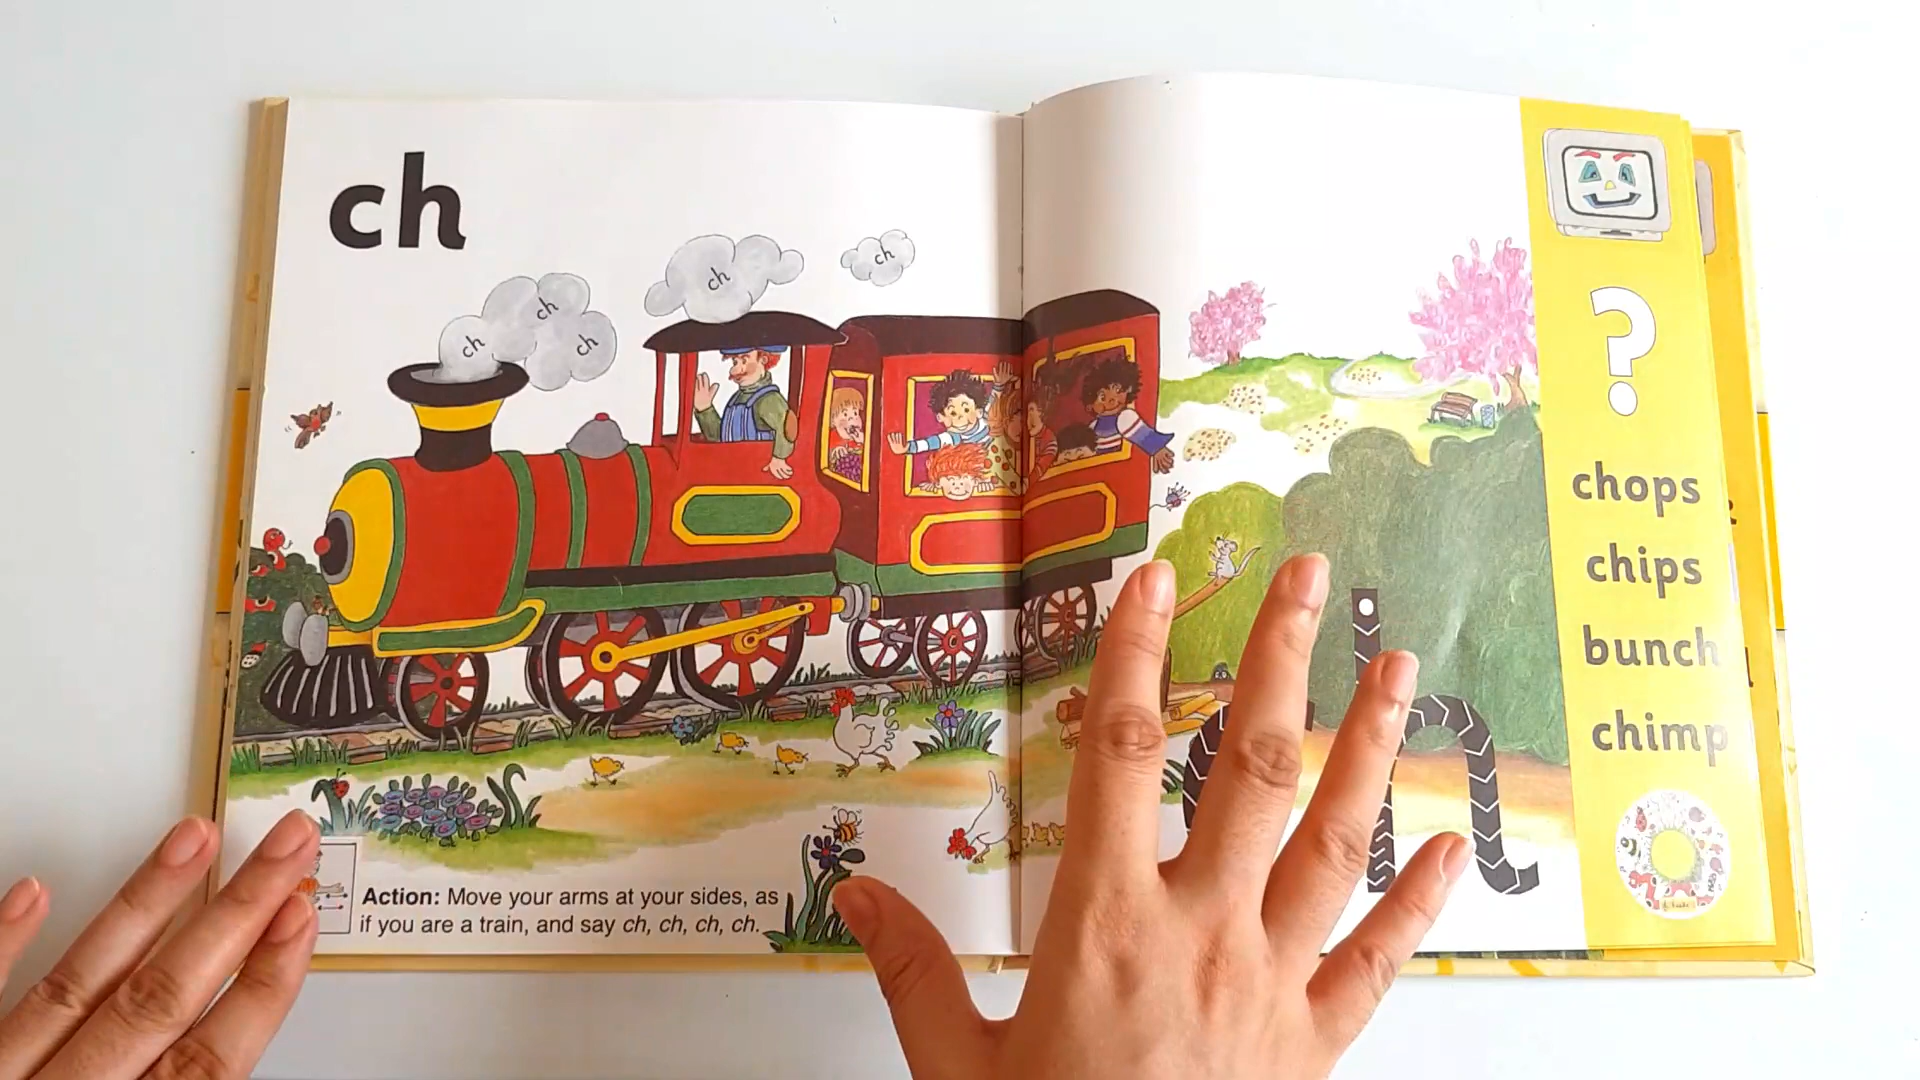 ch
ch
ch
ch
ch
ch
Action: Move your arms at your sides, as
if you are a train, and say ch, ch, ch, ch.
h
?
chops
chips
bunch
chimp